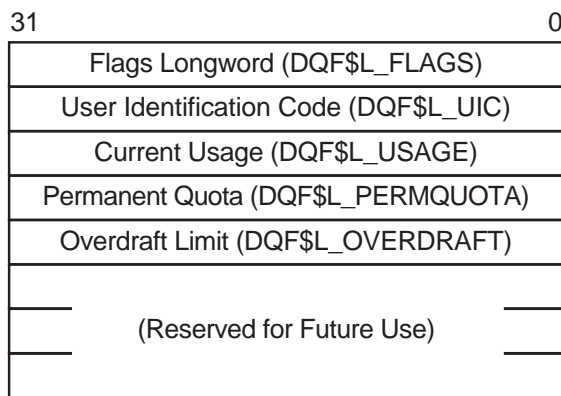 31 0
Flags Longword (DQF$L_FLAGS)
User Identification Code (DQF$L_UIC)
Current Usage (DQF$L_USAGE)
Permanent Quota (DQF$L_PERMQUOTA)
Overdraft Limit (DQF$L_OVERDRAFT)
(Reserved for Future Use)